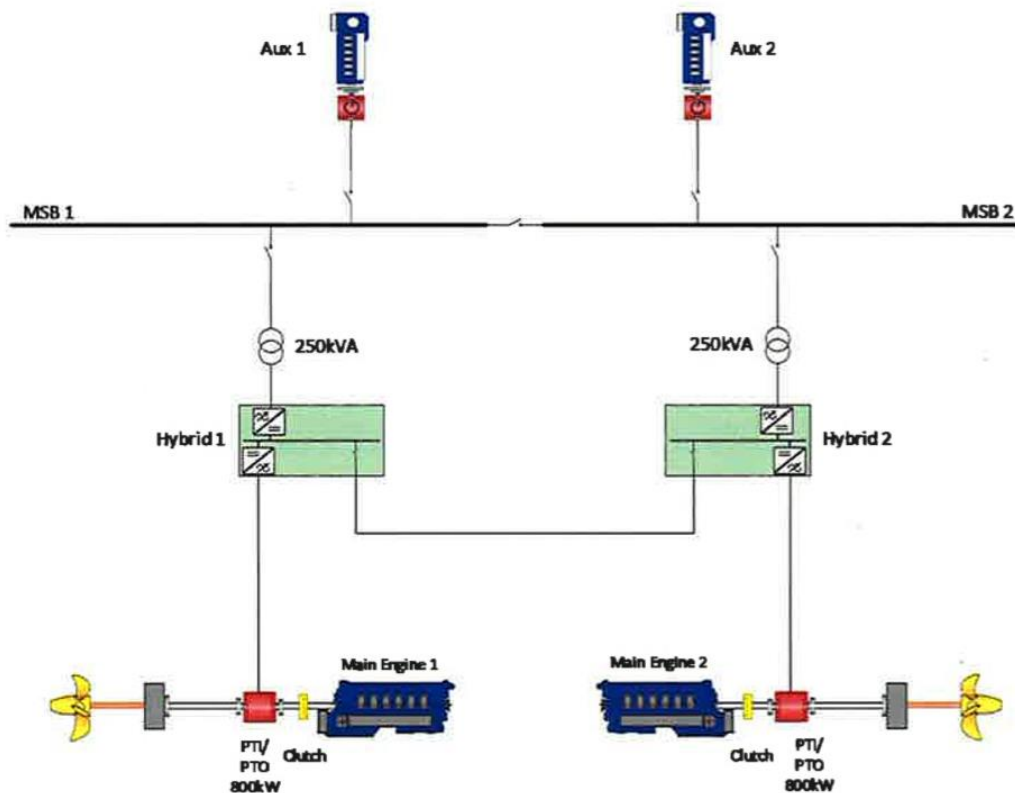 Aux 1
Aux 2
G
G
MSB 1
MSB 2
250kVA
250kVA
Hybrid 1
Hybrid 2
Main Engine 1
Main Engine 2
Clutch
PTI/
PTO
800kW
Clutch
PTI/
PTO
800kW